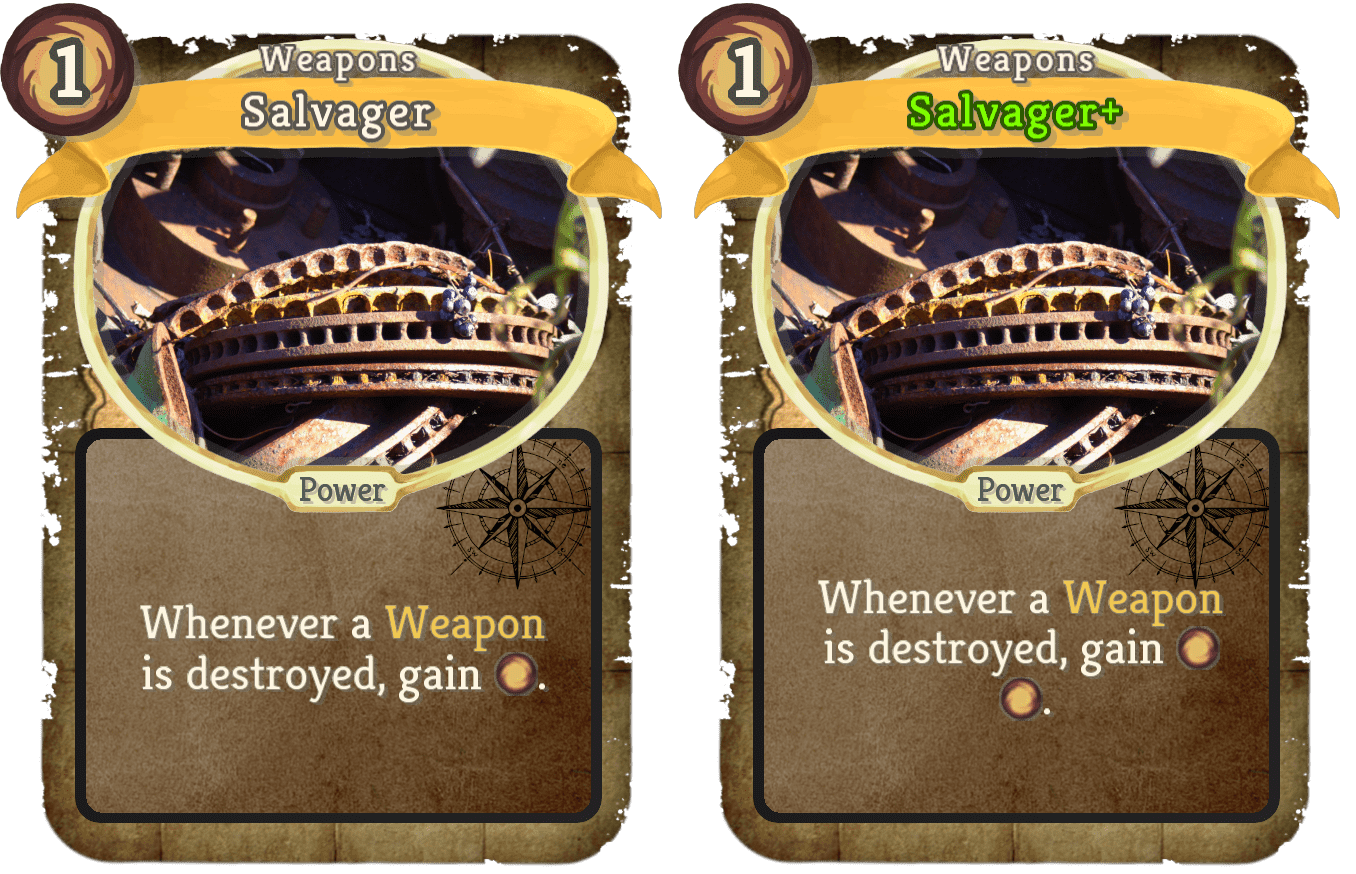 1
Weapons
Salvager
Power
Whenever a Weapon
is destroyed, gain .
1
Weapons
Salvager+
Power
Whenever a Weapon
is destroyed, gain
.